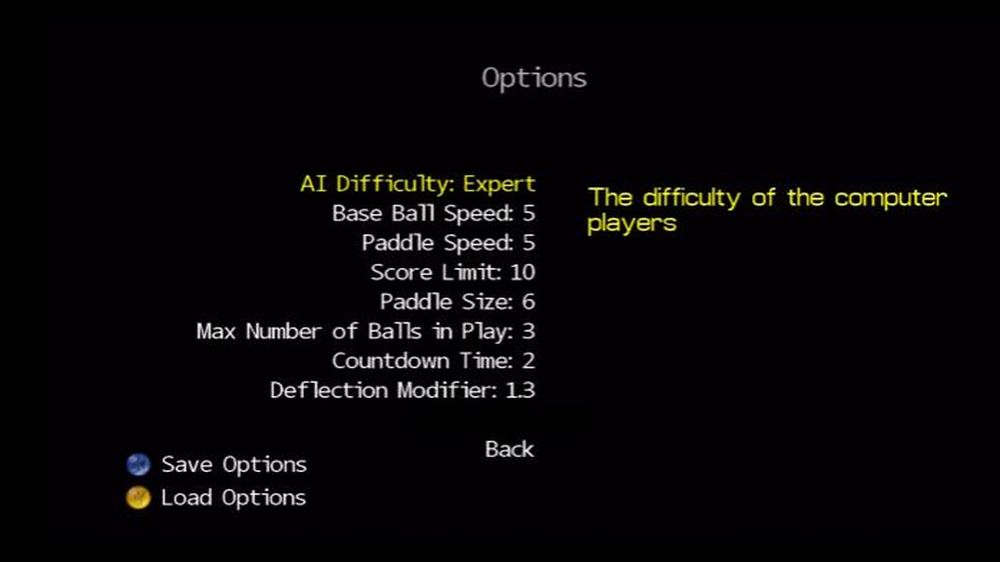 Options
AI Difficulty: Expert
The difficulty of the computer
players
Base Ball Speed: 5
Paddle Speed: 5
Score Limit: 10
Paddle Size: 6
Max Number of Balls in Play: 3
Countdown Time: 2
Deflection Modifier: 1.3
Back
Save Options
Load Options